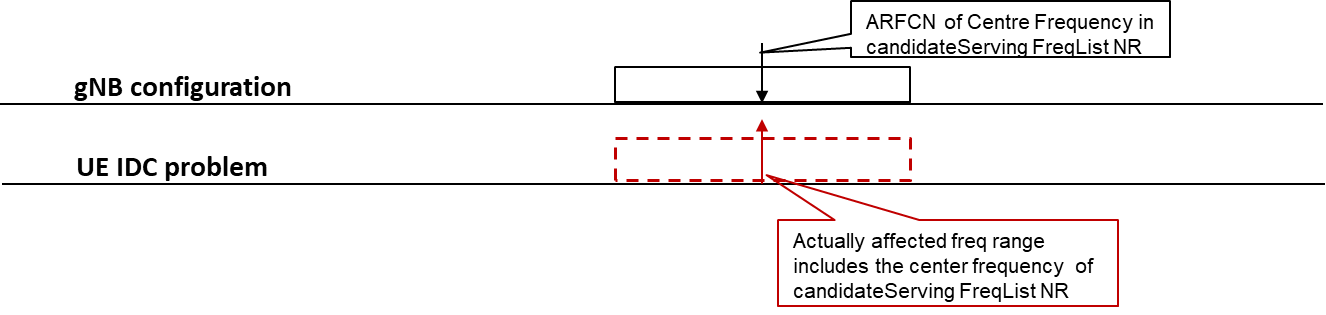 ARFCN of Centre Frequency in
candidateServing FreqList NR
gNB configuration
UE IDC problem
Actually affected freq range
includes the center frequency of
candidateServing FreqList NR